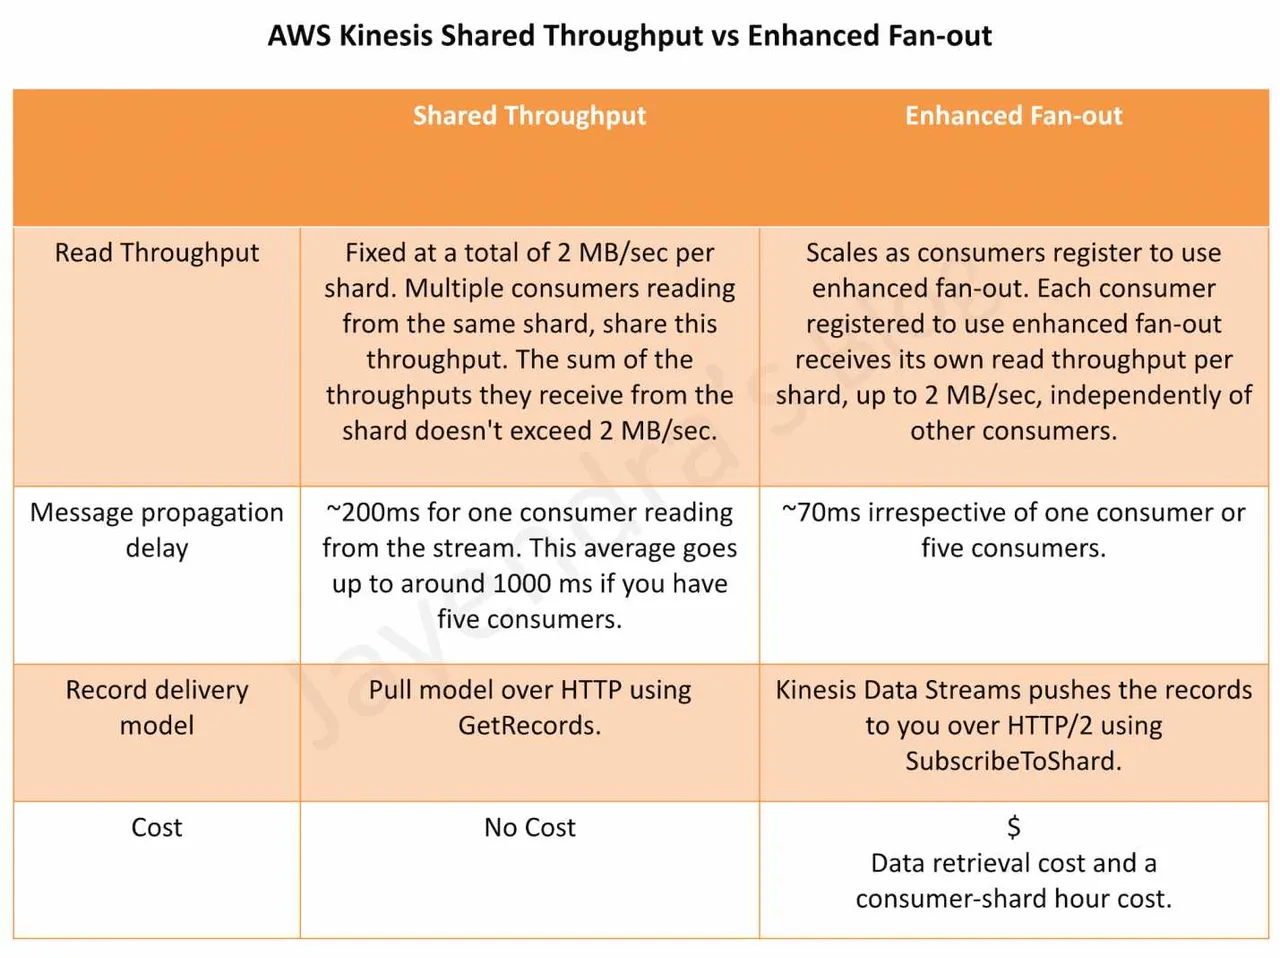 AWS Kinesis Shared Throughput vs Enhanced Fan-out
Shared Throughput
Enhanced Fan-out
Read Throughput
Fixed at a total of 2 MB/sec per
shard. Multiple consumers reading
from the same shard, share this
throughput. The sum of the
throughputs they receive from the
shard doesn't exceed 2 MB/sec.
Scales as consumers register to use
enhanced fan-out. Each consumer
registered to use enhanced fan-out
receives its own read throughput per
shard, up to 2 MB/sec, independently of
other consumers.
Message propagation
delay
~200ms for one consumer reading
from the stream. This average goes
up to around 1000 ms if you have
five consumers.
~70ms irrespective of one consumer or
five consumers.
Record delivery
model
Pull model over HTTP using
GetRecords.
Kinesis Data Streams pushes the records
to you over HTTP/2 using
SubscribeToShard.
Cost
No Cost
$
Data retrieval cost and a
consumer-shard hour cost.
Jayendra's Blog